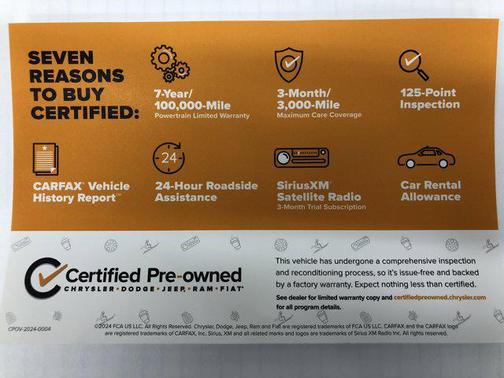 SEVEN
REASONS
TO BUY
CERTIFIED:
7-Year/
100,000-Mile
Powertrain Limited Warranty
3-Month/
3,000-Mile
Maximum Care Coverage
125-Point
Inspection
CARFAX® Vehicle
History Report™
24
24-Hour Roadside
Assistance
SiriusXM®
Satellite Radio
3-Month Trial Subscription
Car Rental
Allowance
Certified Pre-owned
CHRYSLER • DODGE • JEEP® • RAM • FIAT®
This vehicle has undergone a comprehensive inspection
and reconditioning process, so it's issue-free and backed
by a factory warranty. Expect nothing less than certified.
See dealer for limited warranty copy and certifiedpreowned.chrysler.com
for all program details.
CPOV-2024-0004
©2024 FCA US LLC. All Rights Reserved. Chrysler, Dodge, Jeep, Ram and Fiat are registered trademarks of FCA US LLC. CARFAX and the CARFAX logo
are registered trademarks of CARFAX, Inc. Sirius, XM and all related marks and logos are trademarks of Sirius XM Radio Inc. All rights reserved.